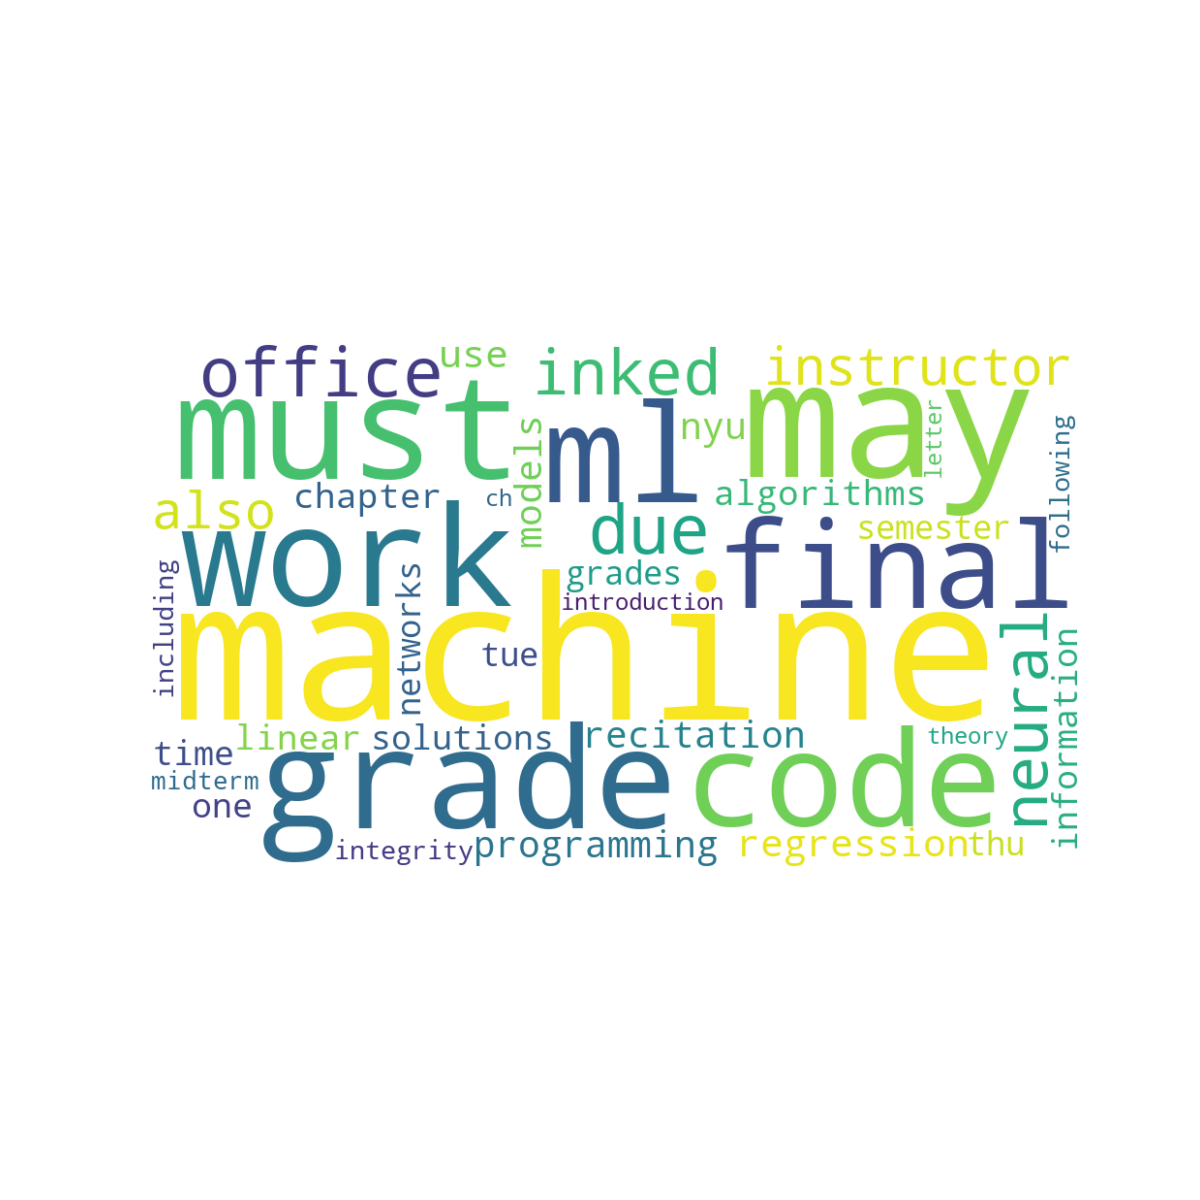 office
use
inked
instructor
must
ml
nyu
may
letter
following
also
chapter
ch
models
algorithms
work
due
semester
final
including
networks
grades
introduction
machine
tue
neural
information
time
linear
solutions
recitation
theory
midterm
grade
code
one
integrity
programming
regression
thu